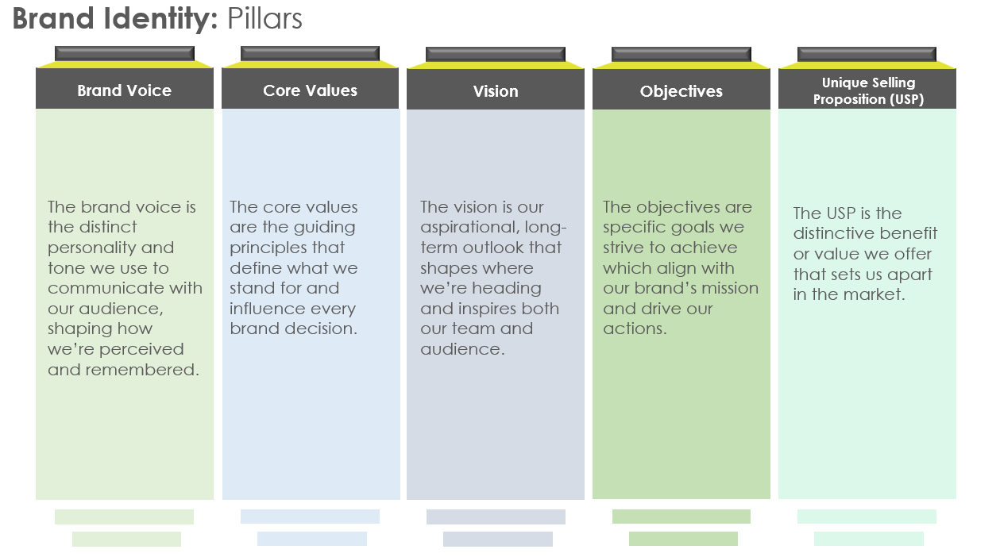 Brand Identity: Pillars
Brand Voice
The brand voice is
the distinct
personality and
tone we use to
communicate with
our audience,
shaping how
we’re perceived
and remembered.
Core Values
The core values
are the guiding
principles that
define what we
stand for and
influence every
brand decision.
Vision
The vision is our
aspirational, long-
term outlook that
shapes where
we’re heading
and inspires both
our team and
audience.
Objectives
The objectives are
specific goals we
strive to achieve
which align with
our brand’s mission
and drive our
actions.
Unique Selling
Proposition (USP)
The USP is the
distinctive benefit
or value we offer
that sets us apart
in the market.